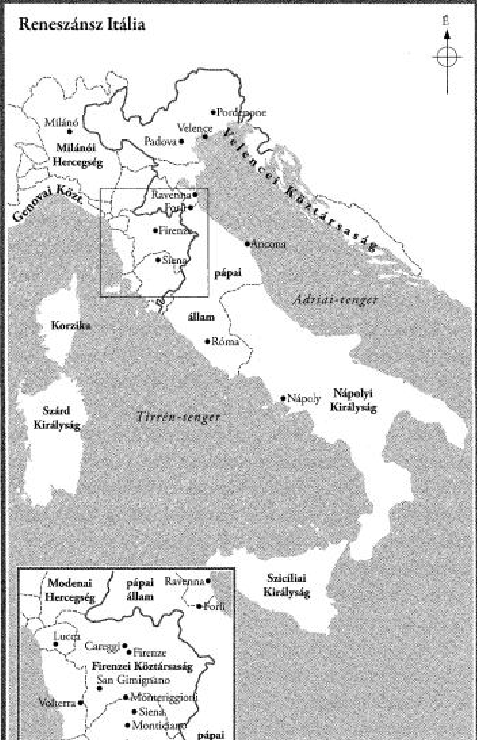 Reneszánsz Itália
É
Pordenone
Milánó
Velence
Padova
Milánói
Hercegség
Velencei Köztársaság
Genovai Közt.
Ravenna
Forlì
Firenze
Ancona
Siena
pápai
Adriai-tenger
állam
Korzika
Róma
Nápoly
Nápolyi
Királyság
Szárd
Királyság
Tirrén-tenger
Szicíliai
Királyság
Modenai
Hercegség
pápai
állam
Ravenna
Forlì
Lucca
Careggi
Firenze
Firenzei Köztársaság
San Gimignano
Volterra
Monteriggioni
Siena
pápai